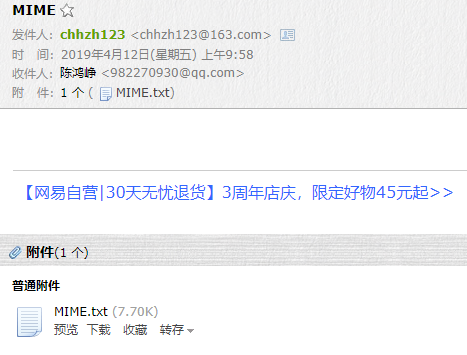 MIME
发件人：chhzh123 <chhzh123@163.com>
时　间：2019年4月12日(星期五) 上午9:58
收件人：陈鸿峥 <982270930@qq.com>
附　件：1 个 ( MIME.txt)
【网易自营|30天无忧退货】3周年店庆，限定好物45元起>>
附件(1 个)
普通附件
MIME.txt (7.70K)
预览 下载 收藏 转存